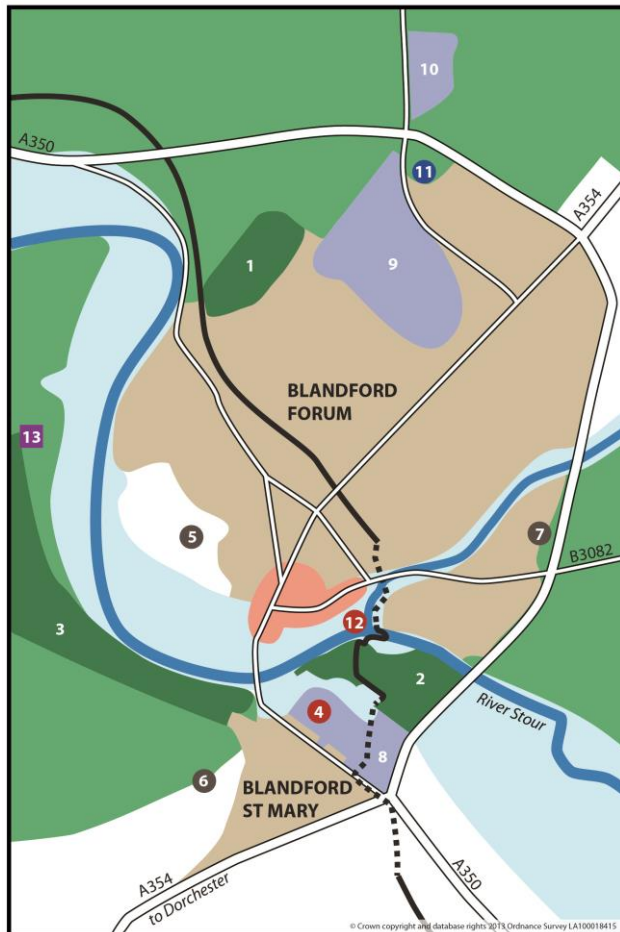 10
A350
11
A354
1
9
BLANDFORD
FORUM
13
5
7
B3082
3
12
2
River Stour
4
8
6
BLANDFORD
ST MARY
A354
to Dorchester
A350
© Crown copyright and database rights 2013 Ordnance Survey LA100018415